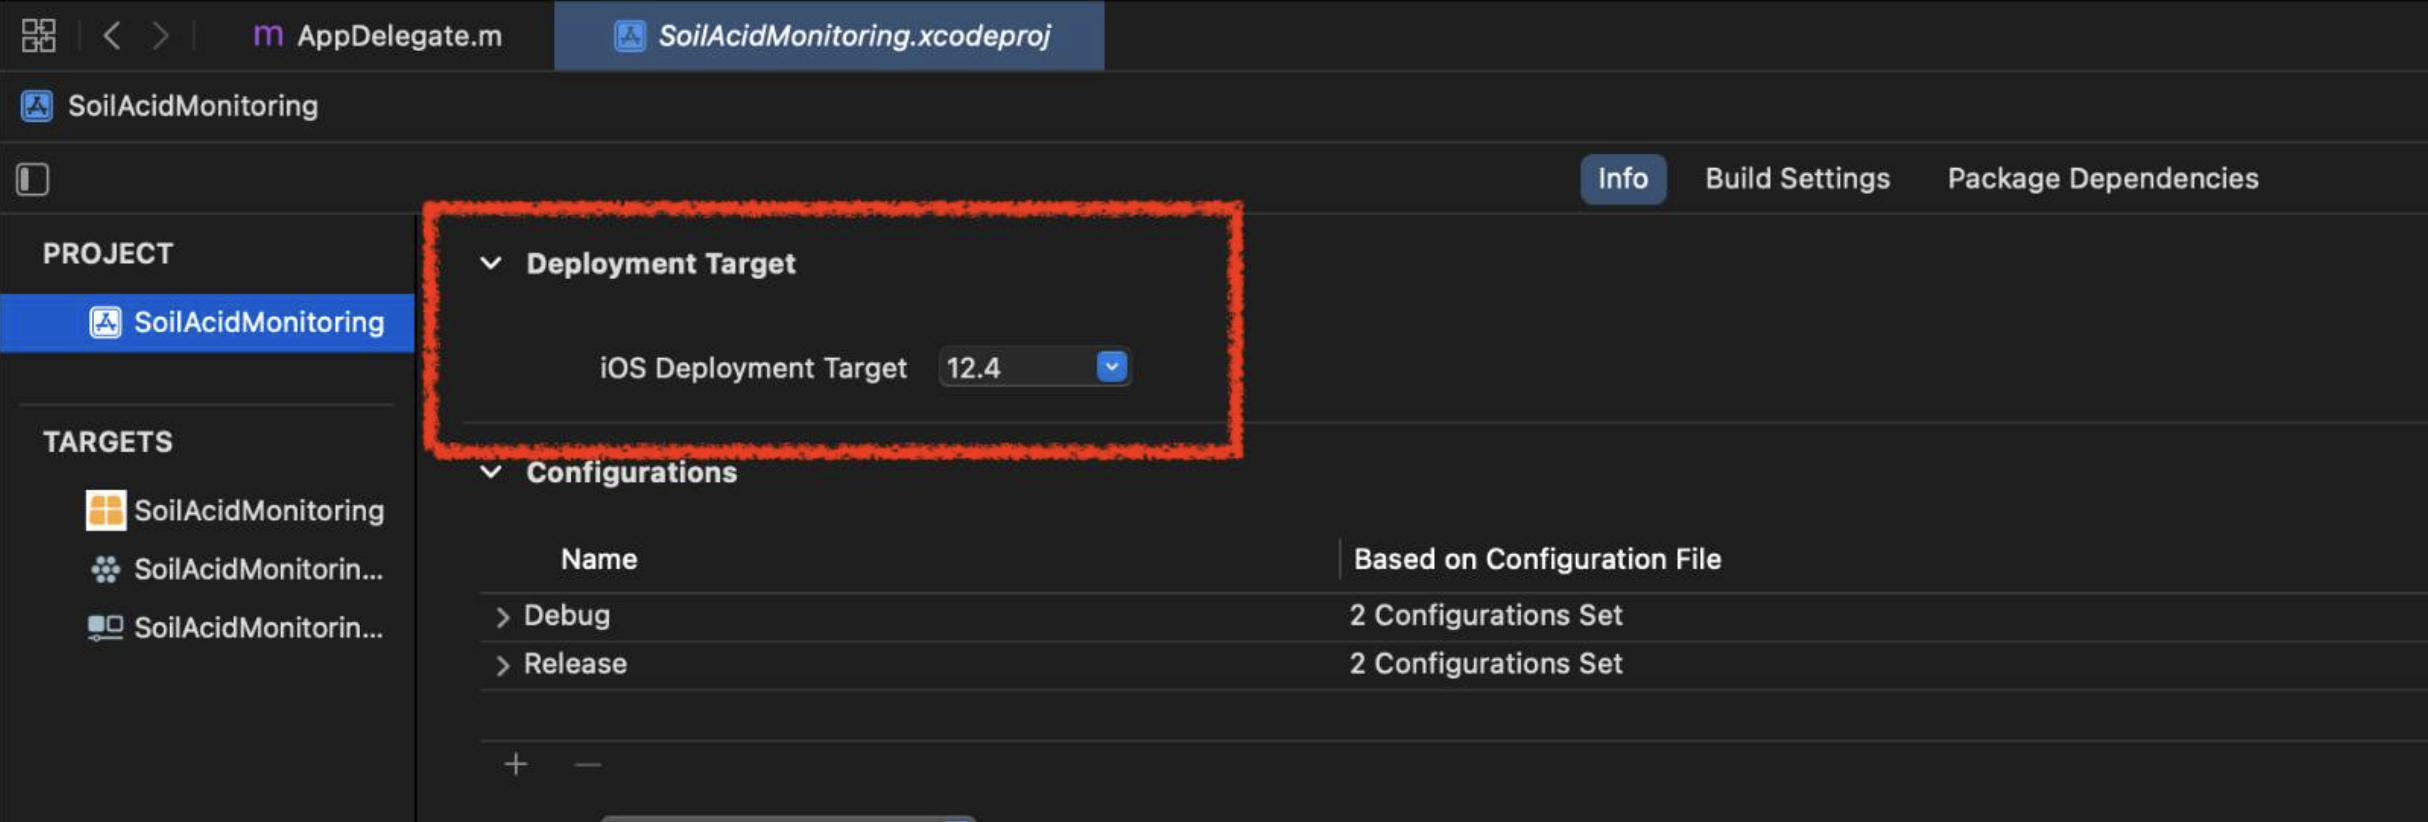 m AppDelegate.m
SoilAcidMonitoring.xcodeproj
SoilAcidMonitoring
Info
Build Settings
Package Dependencies
PROJECT
SoilAcidMonitoring
TARGETS
SoilAcidMonitoring
SoilAcidMonitorin...
SoilAcidMonitorin...
Deployment Target
iOS Deployment Target 12.4
Configurations
Name
Based on Configuration File
Debug
2 Configurations Set
Release
2 Configurations Set